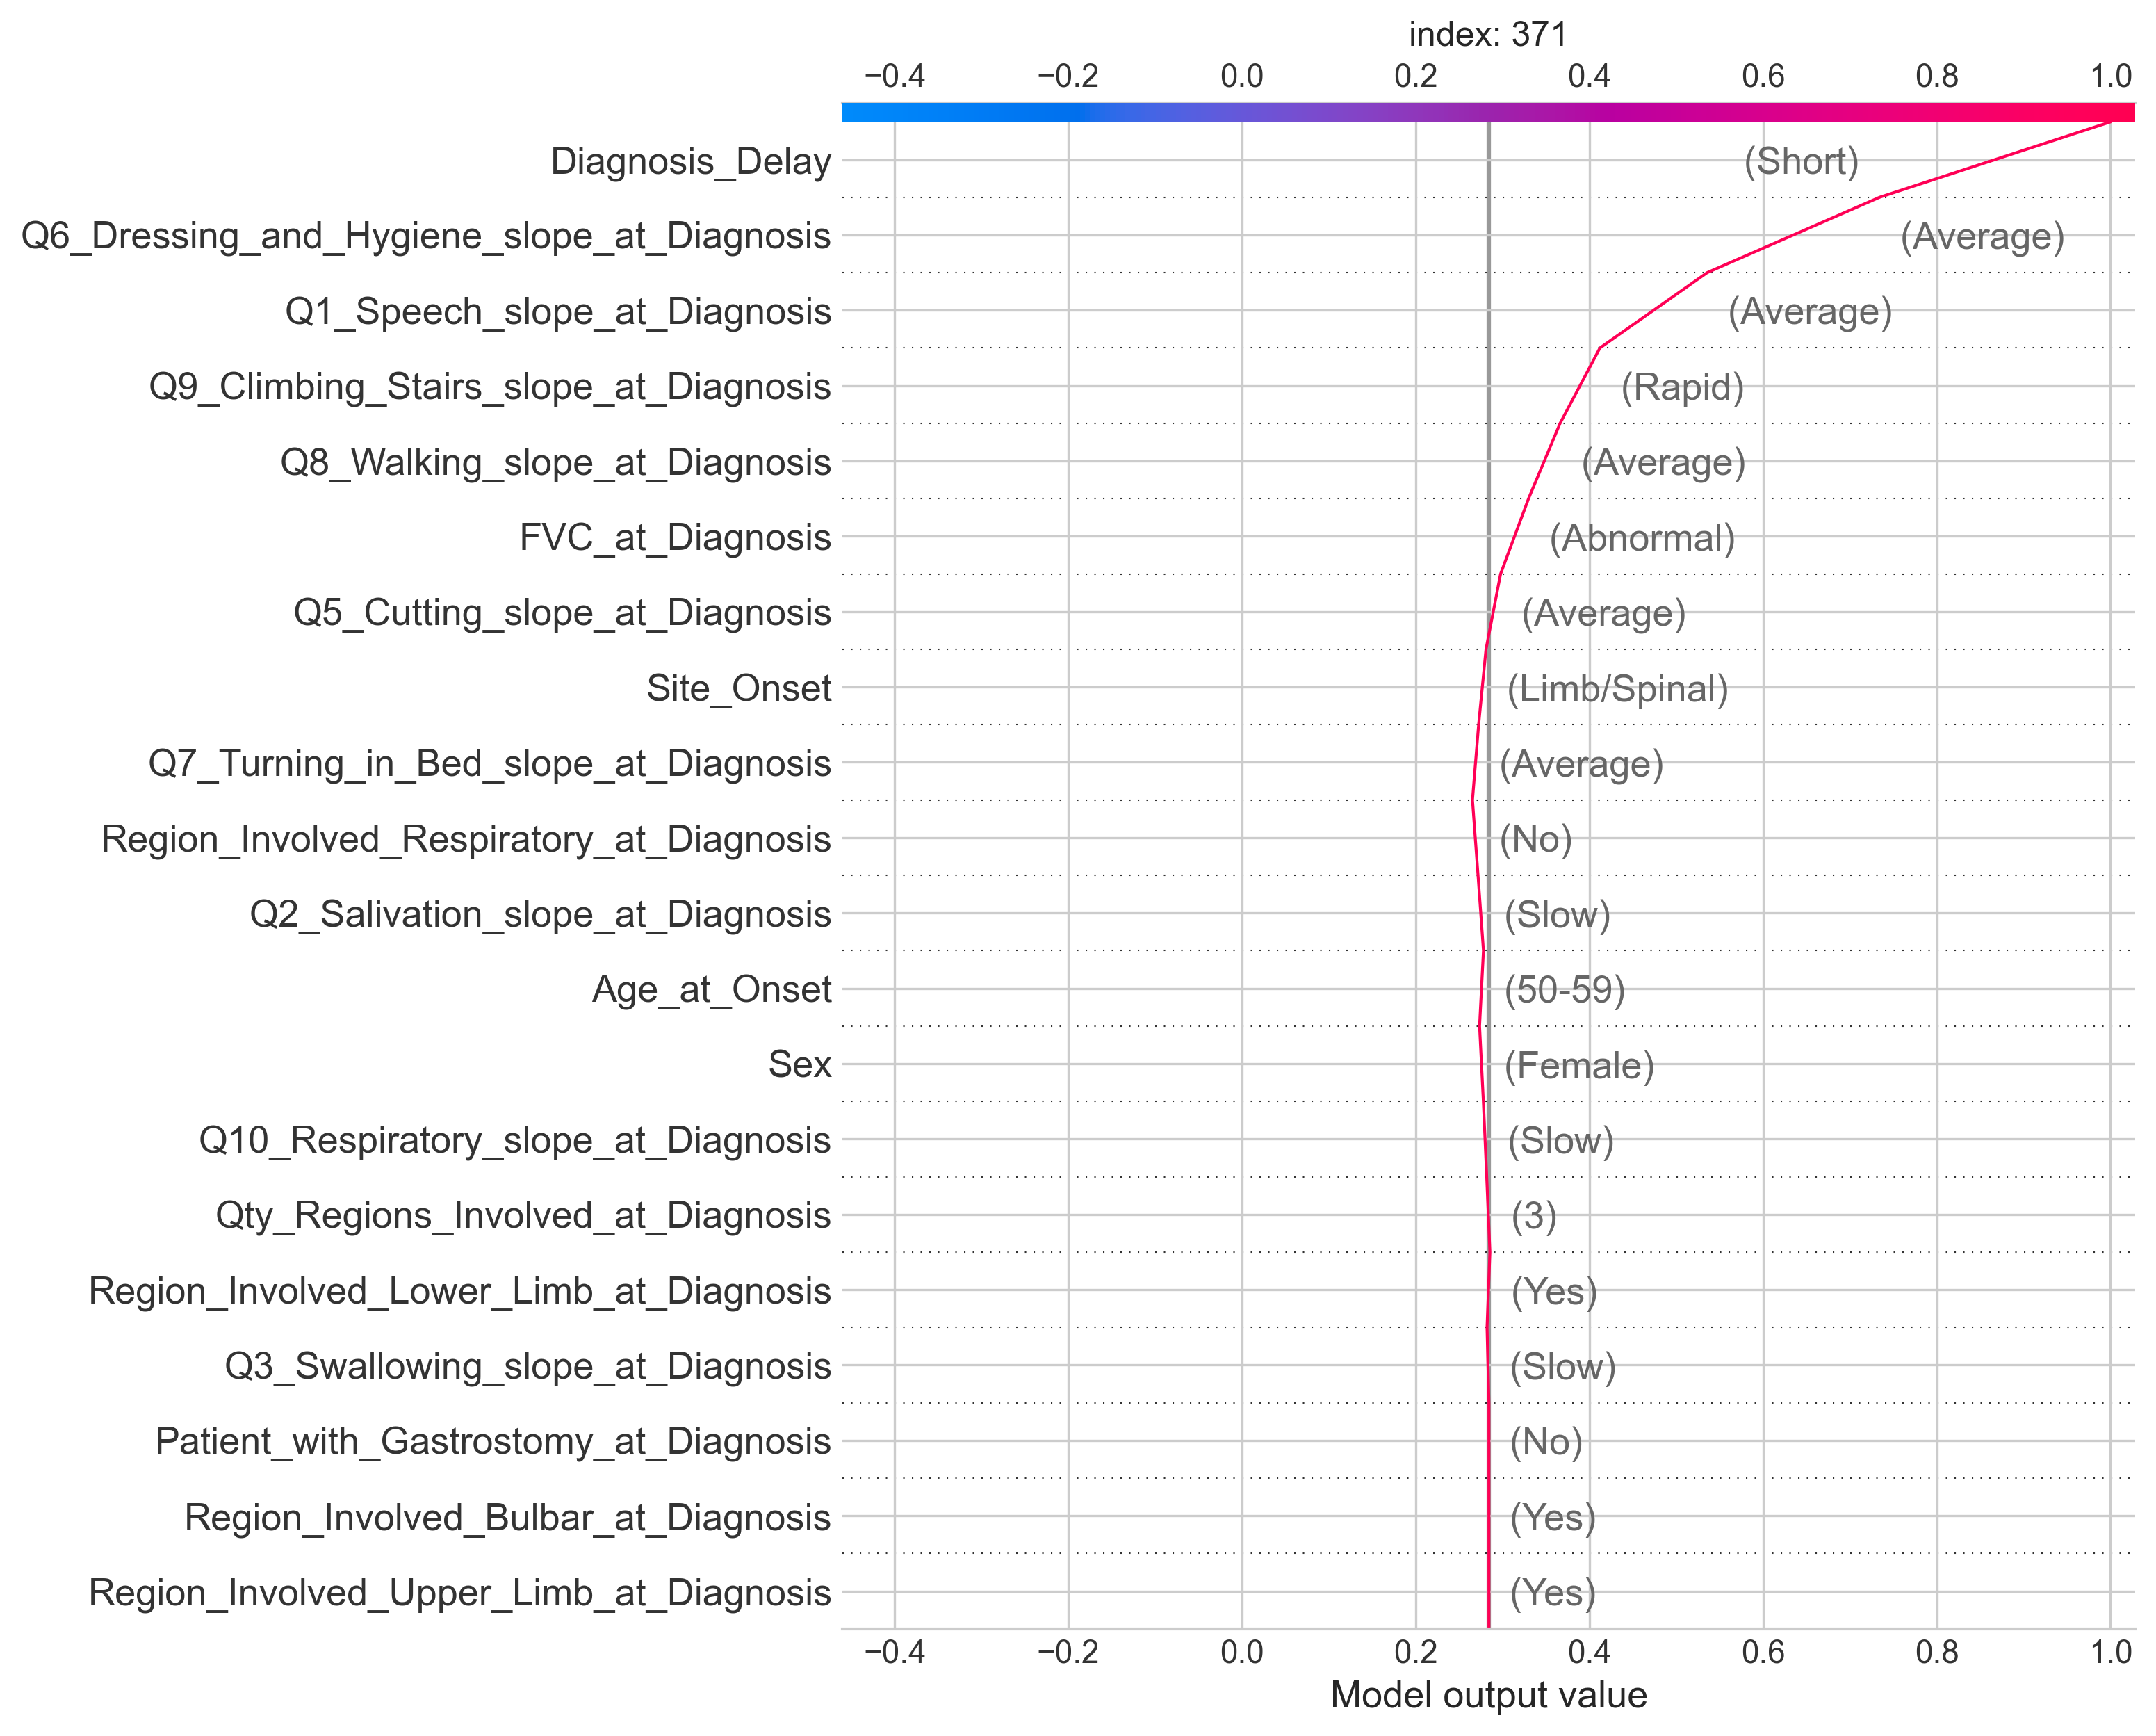 index: 371
−0.4 −0.2 0.0 0.2 0.4 0.6 0.8 1.0
Diagnosis_Delay (Short)
Q6_Dressing_and_Hygiene_slope_at_Diagnosis (Average)
Q1_Speech_slope_at_Diagnosis (Average)
Q9_Climbing_Stairs_slope_at_Diagnosis (Rapid)
Q8_Walking_slope_at_Diagnosis (Average)
FVC_at_Diagnosis (Abnormal)
Q5_Cutting_slope_at_Diagnosis (Average)
Site_Onset (Limb/Spinal)
Q7_Turning_in_Bed_slope_at_Diagnosis (Average)
Region_Involved_Respiratory_at_Diagnosis (No)
Q2_Salivation_slope_at_Diagnosis (Slow)
Age_at_Onset (50-59)
Sex (Female)
Q10_Respiratory_slope_at_Diagnosis (Slow)
Qty_Regions_Involved_at_Diagnosis (3)
Region_Involved_Lower_Limb_at_Diagnosis (Yes)
Q3_Swallowing_slope_at_Diagnosis (Slow)
Patient_with_Gastrostomy_at_Diagnosis (No)
Region_Involved_Bulbar_at_Diagnosis (Yes)
Region_Involved_Upper_Limb_at_Diagnosis (Yes)
−0.4 −0.2 0.0 0.2 0.4 0.6 0.8 1.0
Model output value